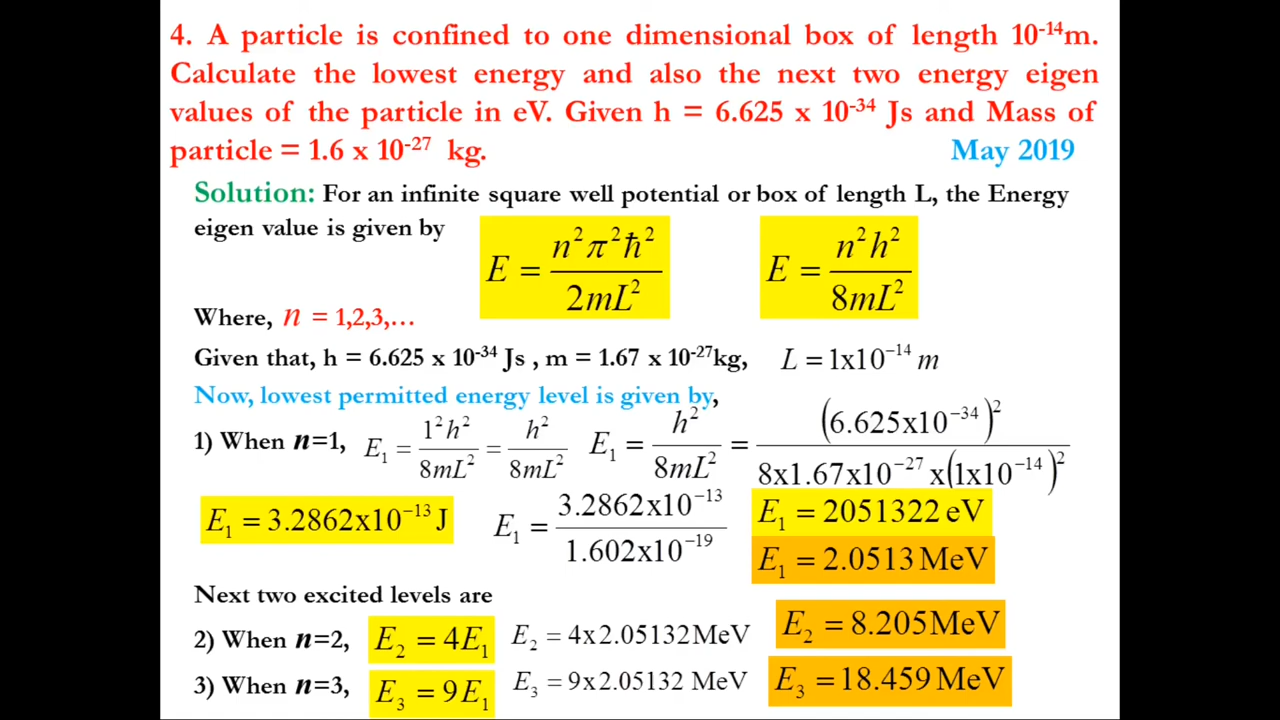 4. A particle is confined to one dimensional box of length 10⁻¹⁴m.
Calculate the lowest energy and also the next two energy eigen
values of the particle in eV. Given h = 6.625 x 10⁻³⁴ Js and Mass of
particle = 1.6 x 10⁻²⁷ kg. May 2019
Solution: For an infinite square well potential or box of length L, the Energy
eigen value is given by E = n²π²ħ² / 2mL² E = n²h² / 8mL²
Where, n = 1,2,3,...
Given that, h = 6.625 x 10⁻³⁴ Js , m = 1.67 x 10⁻²⁷kg, L = 1x10⁻¹⁴ m
Now, lowest permitted energy level is given by,
1) When n=1, E₁ = 1²h² / 8mL² = h² / 8mL² E₁ = h² / 8mL² = (6.625x10⁻³⁴)² / 8x1.67x10⁻²⁷x(1x10⁻¹⁴)²
E₁ = 3.2862x10⁻¹³ J E₁ = 3.2862x10⁻¹³ / 1.602x10⁻¹⁹ E₁ = 2051322 eV
E₁ = 2.0513 MeV
Next two excited levels are
2) When n=2, E₂ = 4E₁ E₂ = 4x2.05132MeV E₂ = 8.205MeV
3) When n=3, E₃ = 9E₁ E₃ = 9x2.05132 MeV E₃ = 18.459 MeV